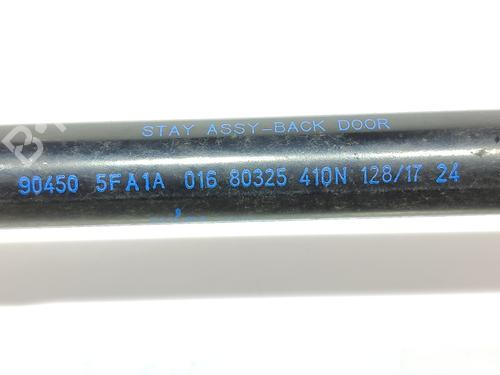 STAY ASSY-BACK DOOR
90450 5FA1A 016 80325 410N 128/17 24